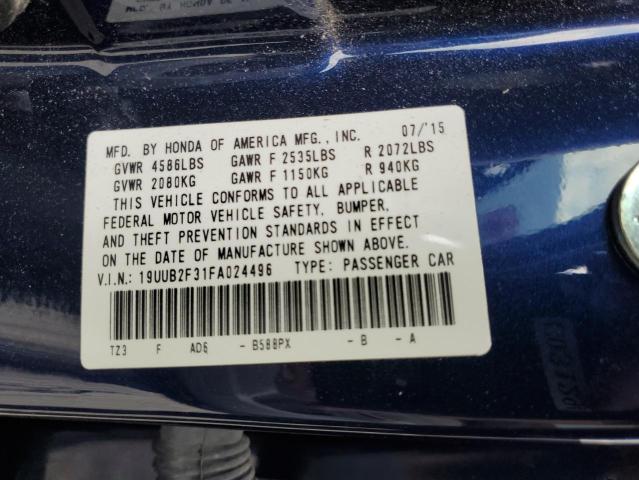 MFD. BY HONDA OF AMERICA MFG., INC. 07/'15
GVWR 4586LBS GAWR F 2535LBS R 2072LBS
GVWR 2080KG GAWR F 1150KG R 940KG
THIS VEHICLE CONFORMS TO ALL APPLICABLE
FEDERAL MOTOR VEHICLE SAFETY, BUMPER,
AND THEFT PREVENTION STANDARDS IN EFFECT
ON THE DATE OF MANUFACTURE SHOWN ABOVE.
V.I.N.: 19UUB2F31FA024496 TYPE: PASSENGER CAR
TZ3 F AD6 - B588PX - B - A